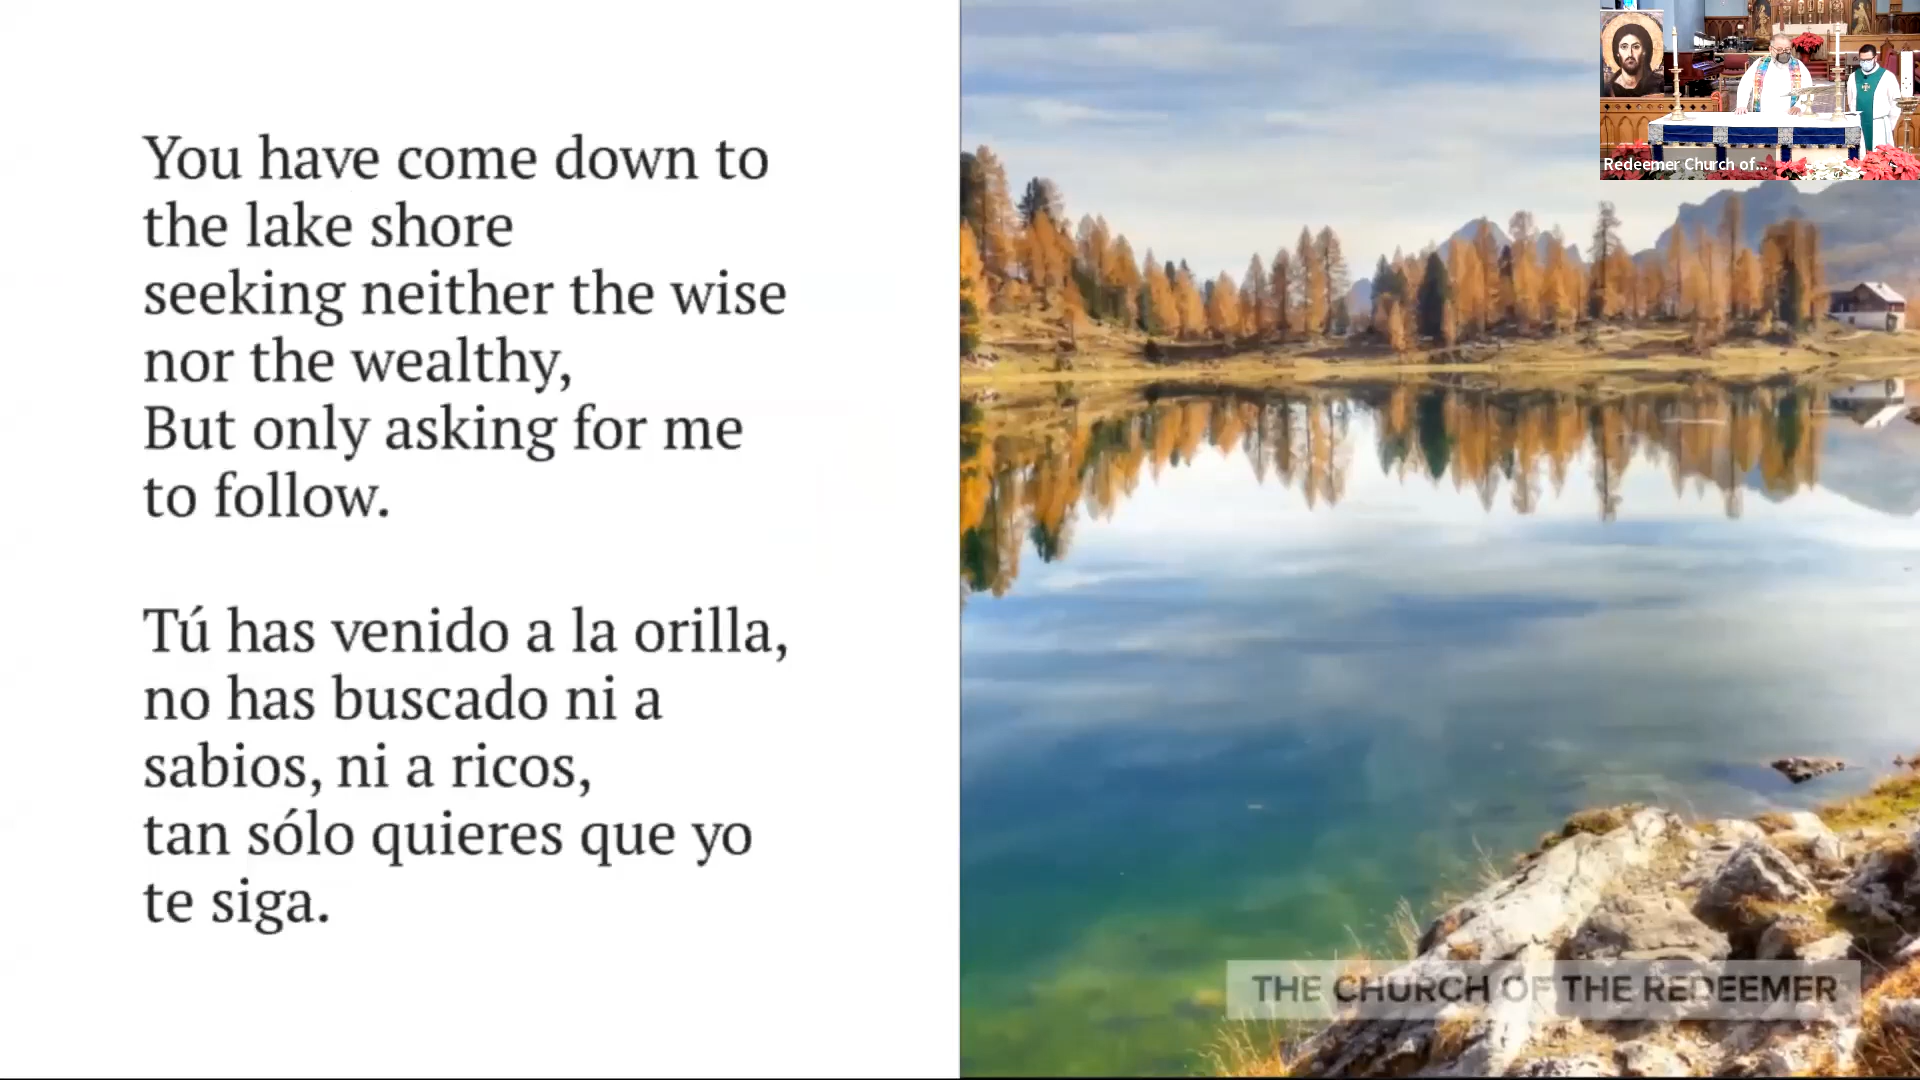 You have come down to
the lake shore
seeking neither the wise
nor the wealthy,
But only asking for me
to follow.
Tú has venido a la orilla,
no has buscado ni a
sabios, ni a ricos,
tan sólo quieres que yo
te siga.
Redeemer Church of...
THE CHURCH OF THE REDEEMER